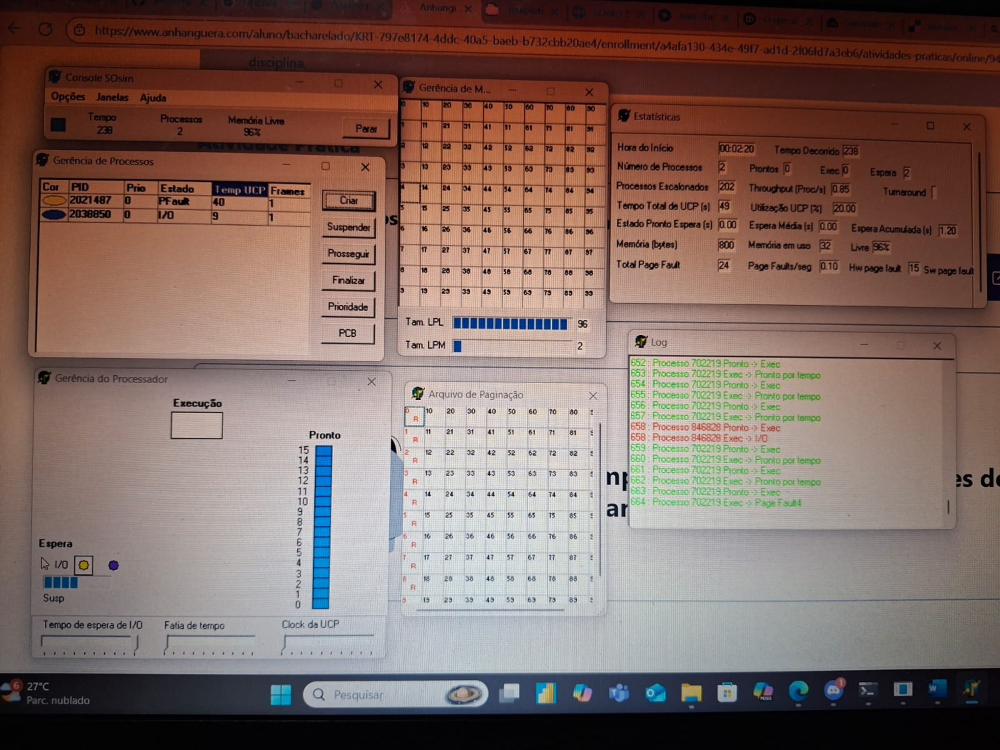 Anhangu
https://www.anhanguera.com/aluno/bacharelado/KRT-797e8174-4ddc-40a5-baeb-b732cbb20ae4/enrollment/a4afa130-434e-49f7-ad1d-2f06fd7a3eb6/atividades-praticas/online/94
disciplina.
Console SOsim
Opções Janelas Ajuda
Tempo Processos Memória Livre
238 2 96%
Parar
Atividade Prática
Gerência de Processos
Cor PID Prio Estado Temp UCP Frames
2021487 0 PFault 40 1
2038850 0 I/O 9 1
Criar
Suspender
Prosseguir
Finalizar
Prioridade
PCB
Gerência de M...
0 10 20 30 40 50 60 70 80 90
1 11 21 31 41 51 61 71 81 91
2 12 22 32 42 52 62 72 82 92
3 13 23 33 43 53 63 73 83 93
4 14 24 34 44 54 64 74 84 94
5 15 25 35 45 55 65 75 85 95
6 16 26 36 46 56 66 76 86 96
7 17 27 37 47 57 67 77 87 97
8 18 28 38 48 58 68 78 88 98
9 19 29 39 49 59 69 79 89 99
Tam. LPL 96
Tam. LPM 2
Estatísticas
Hora do Início 00:02:20 Tempo Decorrido 238
Número de Processos 2 Prontos 0 Exec 0 Espera 2
Processos Escalonados 202 Throughput (Proc/s) 0.85 Turnaround
Tempo Total de UCP (s) 49 Utilização UCP (%) 20.00
Estado Pronto Espera (s) 0.00 Espera Média (s) 0.00 Espera Acumulada (s) 1.20
Memória (bytes) 800 Memória em uso 32 Livre 96%
Total Page Fault 24 Page Faults/seg 0.10 Hw page fault 15 Sw page fault
Gerência do Processador
Execução
Pronto
15
14
13
12
11
10
9
8
7
6
5
4
3
2
1
0
Espera
I/O
Susp
Tempo de espera de I/O Fatia de tempo Clock da UCP
Arquivo de Paginação
0 R 10 20 30 40 50 60 70 80
1 R 11 21 31 41 51 61 71 81
2 R 12 22 32 42 52 62 72 82
3 R 13 23 33 43 53 63 73 83
4 R 14 24 34 44 54 64 74 84
5 R 15 25 35 45 55 65 75 85
6 R 16 26 36 46 56 66 76 86
7 R 17 27 37 47 57 67 77 87
8 R 18 28 38 48 58 68 78 88
9 19 29 39 49 59 69 79 89
Log
652 : Processo 702219 Pronto -> Exec
653 : Processo 702219 Exec -> Pronto por tempo
654 : Processo 702219 Pronto -> Exec
655 : Processo 702219 Exec -> Pronto por tempo
656 : Processo 702219 Pronto -> Exec
657 : Processo 702219 Exec -> Pronto por tempo
658 : Processo 846828 Pronto -> Exec
658 : Processo 846828 Exec -> I/O
659 : Processo 702219 Pronto -> Exec
660 : Processo 702219 Exec -> Pronto por tempo
661 : Processo 702219 Pronto -> Exec
662 : Processo 702219 Exec -> Pronto por tempo
663 : Processo 702219 Pronto -> Exec
664 : Processo 702219 Exec -> Page Fault4
es de
6
27°C
Parc. nublado
Pesquisar
M365
1